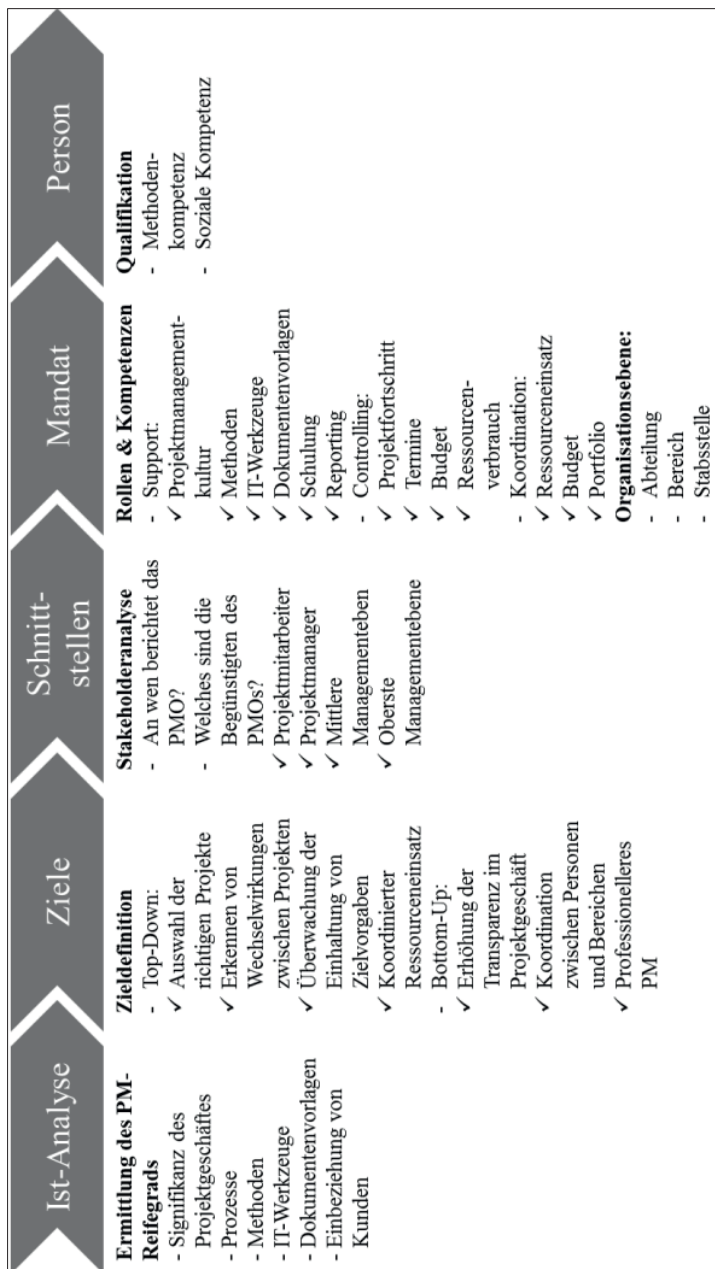 Ist-Analyse
Ermittlung des PM-
Reifegrads
- Signifikanz des
Projektgeschäftes
- Prozesse
- Methoden
- IT-Werkzeuge
- Dokumentenvorlagen
- Einbeziehung von
Kunden
Ziele
Zieldefinition
- Top-Down:
✓ Auswahl der
richtigen Projekte
✓ Erkennen von
Wechselwirkungen
zwischen Projekten
✓ Überwachung der
Einhaltung von
Zielvorgaben
✓ Koordinierter
Ressourceneinsatz
- Bottom-Up:
✓ Erhöhung der
Transparenz im
Projektgeschäft
✓ Koordination
zwischen Personen
und Bereichen
✓ Professionelleres
PM
Schnitt-
stellen
Stakeholderanalyse
- An wen berichtet das
PMO?
- Welches sind die
Begünstigten des
PMOs?
✓ Projektmitarbeiter
✓ Projektmanager
✓ Mittlere
Managementeben
✓ Oberste
Managementebene
Mandat
Rollen & Kompetenzen
- Support:
✓ Projektmanagement-
kultur
✓ Methoden
✓ IT-Werkzeuge
✓ Dokumentenvorlagen
✓ Schulung
✓ Reporting
- Controlling:
✓ Projektfortschritt
✓ Termine
✓ Budget
✓ Ressourcen-
verbrauch
- Koordination:
✓ Ressourceneinsatz
✓ Budget
✓ Portfolio
Organisationsebene:
- Abteilung
- Bereich
- Stabsstelle
Person
Qualifikation
- Methoden-
kompetenz
- Soziale Kompetenz